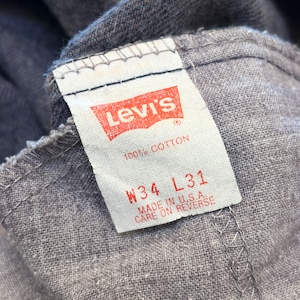 Levi's
®
100% COTTON
W34 L31
MADE IN U.S.A.
CARE ON REVERSE